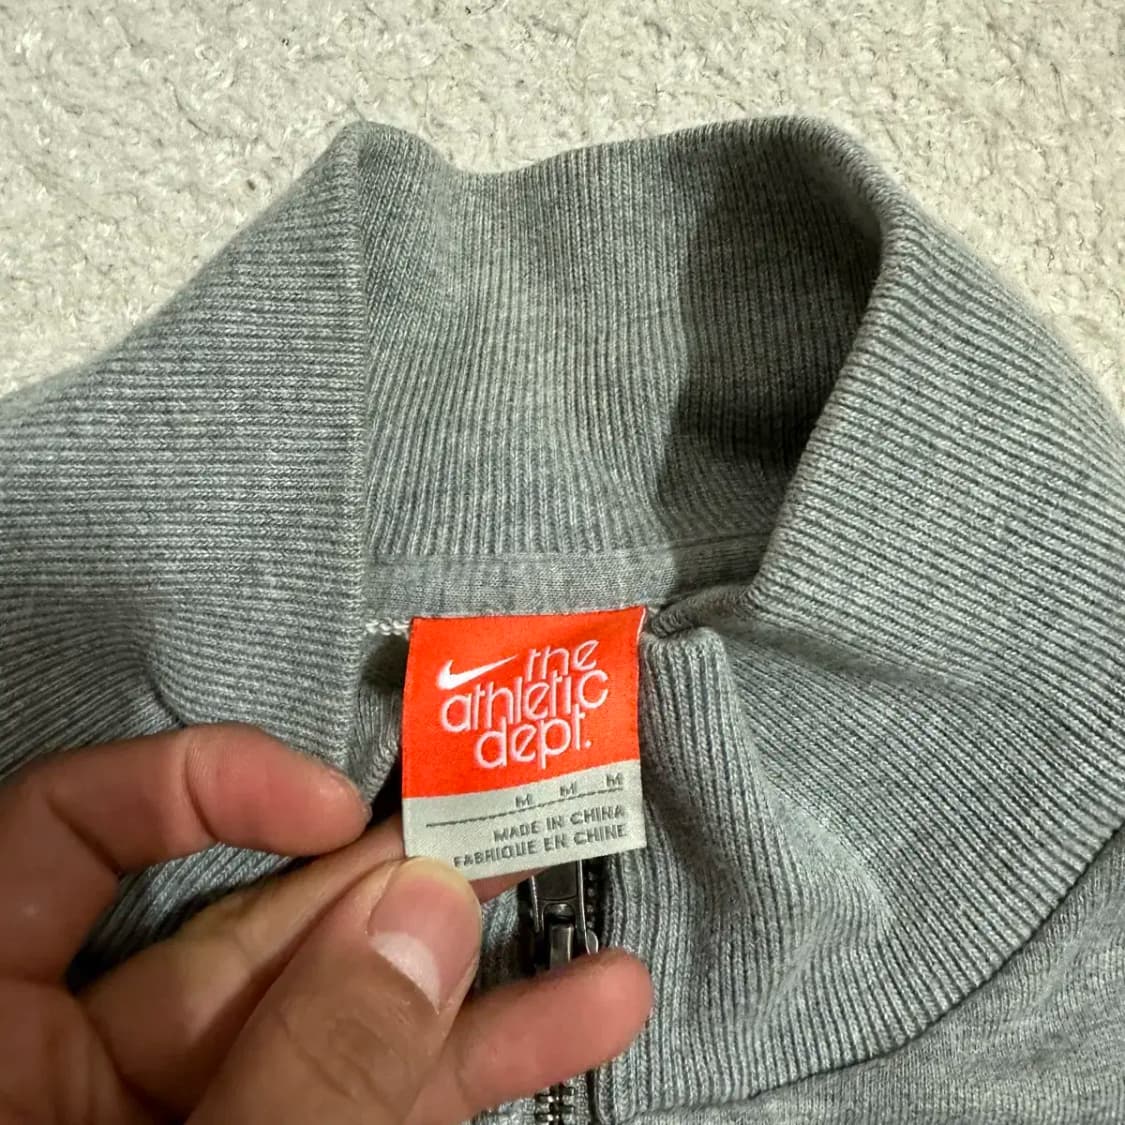 the
athletic
dept.
M M M
MADE IN CHINA
FABRIQUE EN CHINE